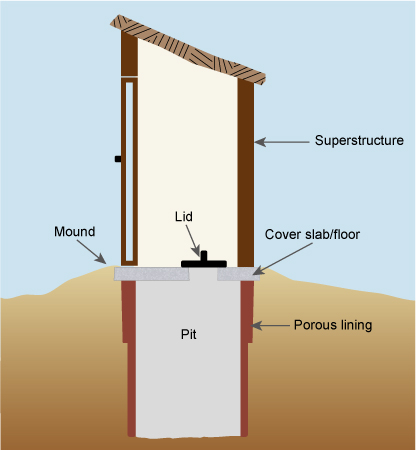 Superstructure
Lid
Mound
Cover slab/floor
Porous lining
Pit